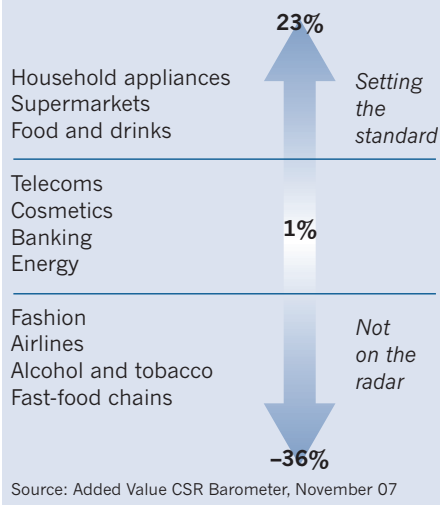 23%
Household appliances
Supermarkets
Food and drinks
Setting
the
standard
Telecoms
Cosmetics
Banking
Energy
1%
Fashion
Airlines
Alcohol and tobacco
Fast-food chains
Not
on the
radar
–36%
Source: Added Value CSR Barometer, November 07